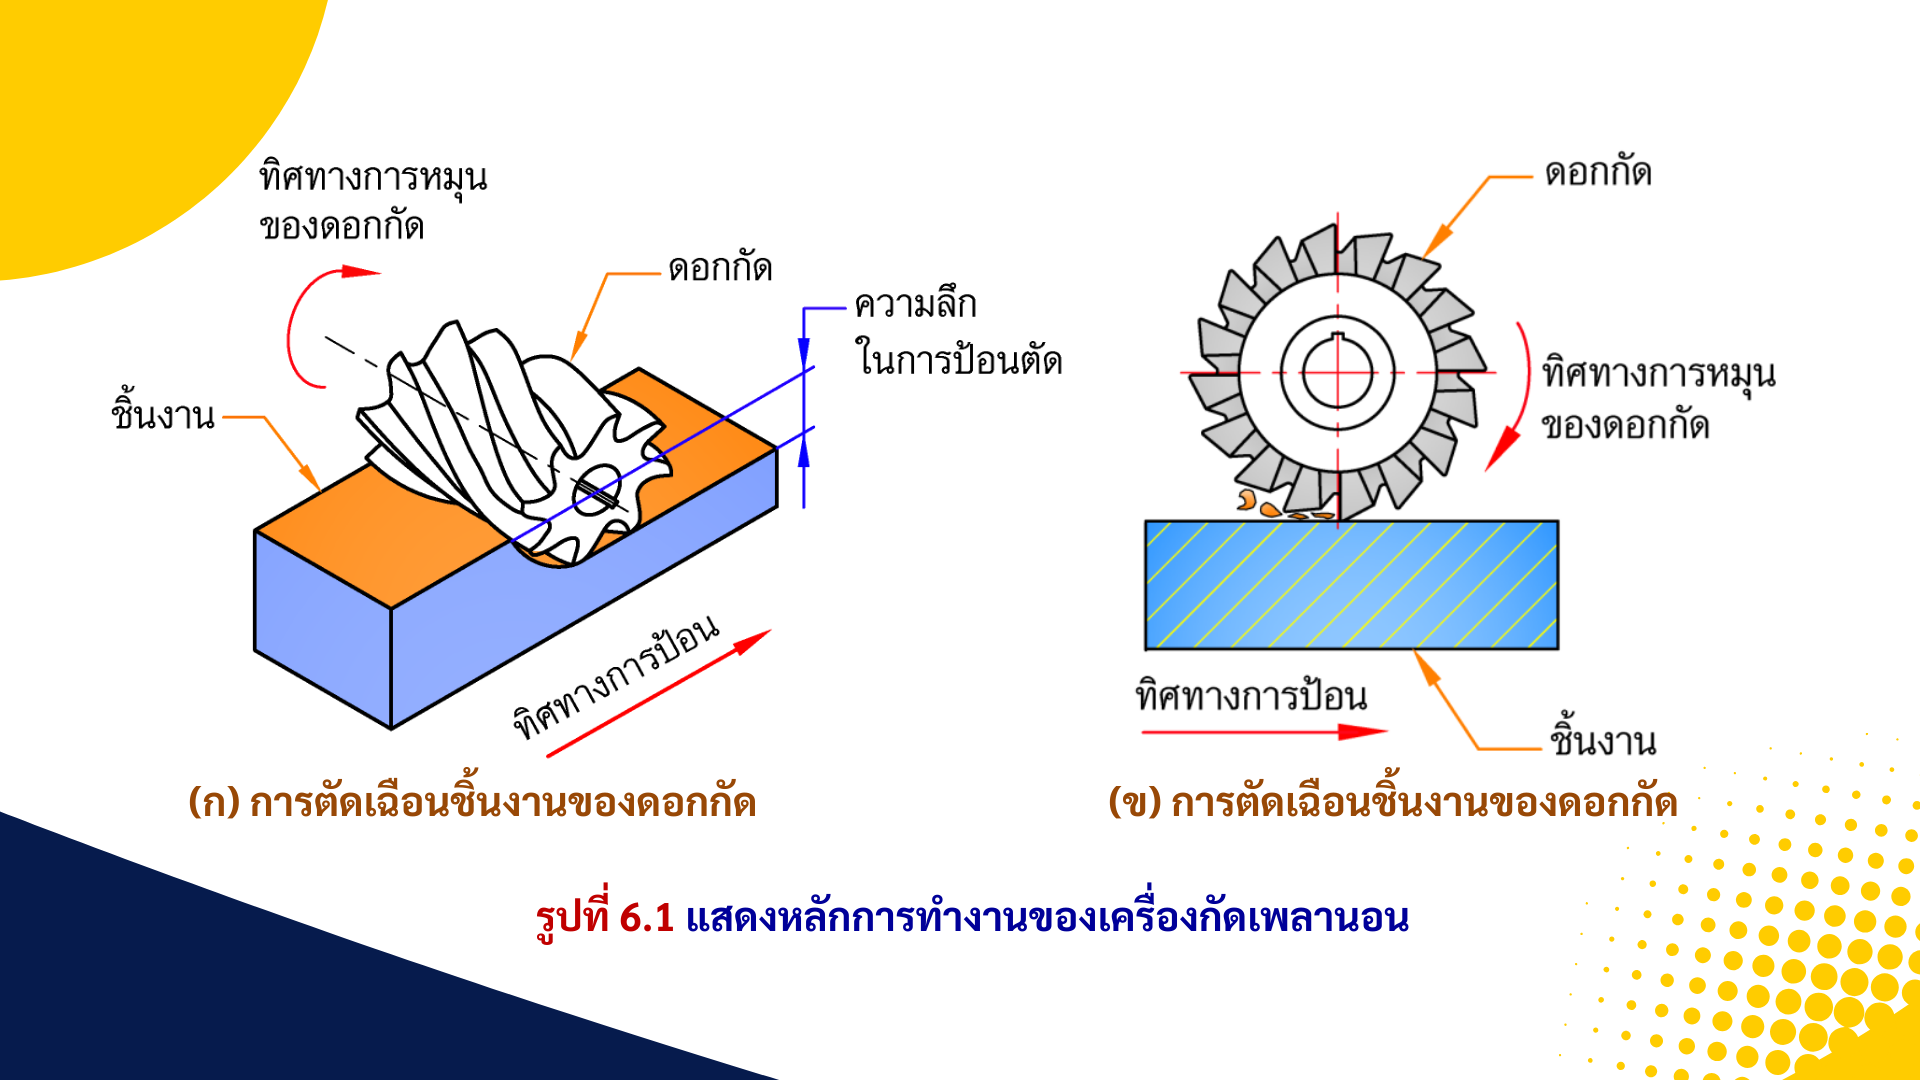 ทิศทางการหมุน
ของดอกกัด
ดอกกัด
ความลึก
ในการป้อนตัด
ชิ้นงาน
ทิศทางการป้อน
(ก) การตัดเฉือนชิ้นงานของดอกกัด
ดอกกัด
ทิศทางการหมุน
ของดอกกัด
ทิศทางการป้อน
ชิ้นงาน
(ข) การตัดเฉือนชิ้นงานของดอกกัด
รูปที่ 6.1 แสดงหลักการทำงานของเครื่องกัดเพลานอน